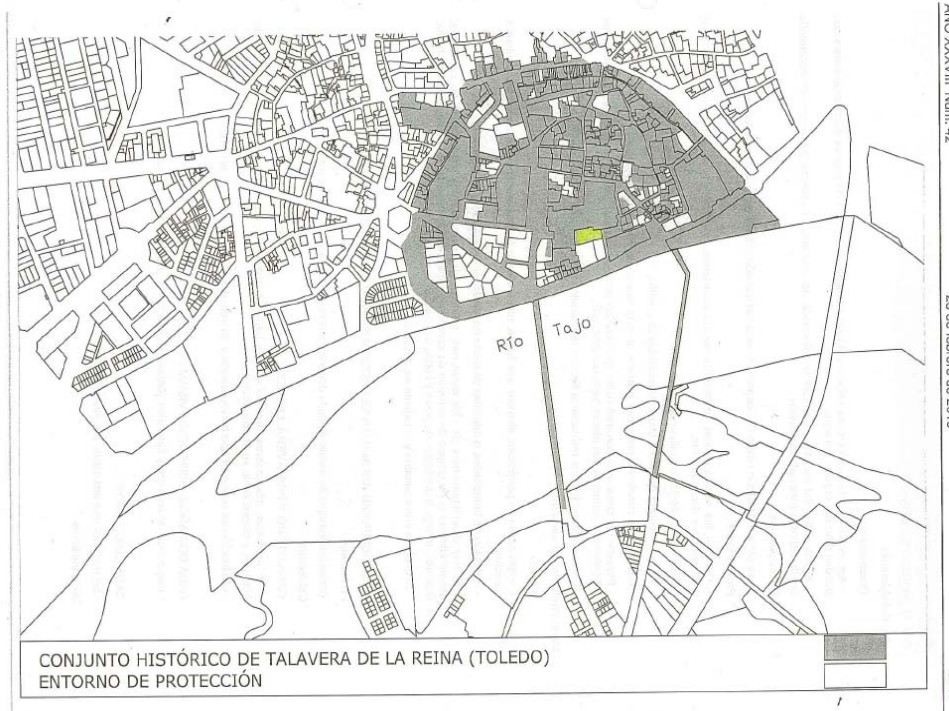 Río Tajo
CONJUNTO HISTÓRICO DE TALAVERA DE LA REINA (TOLEDO)
ENTORNO DE PROTECCIÓN